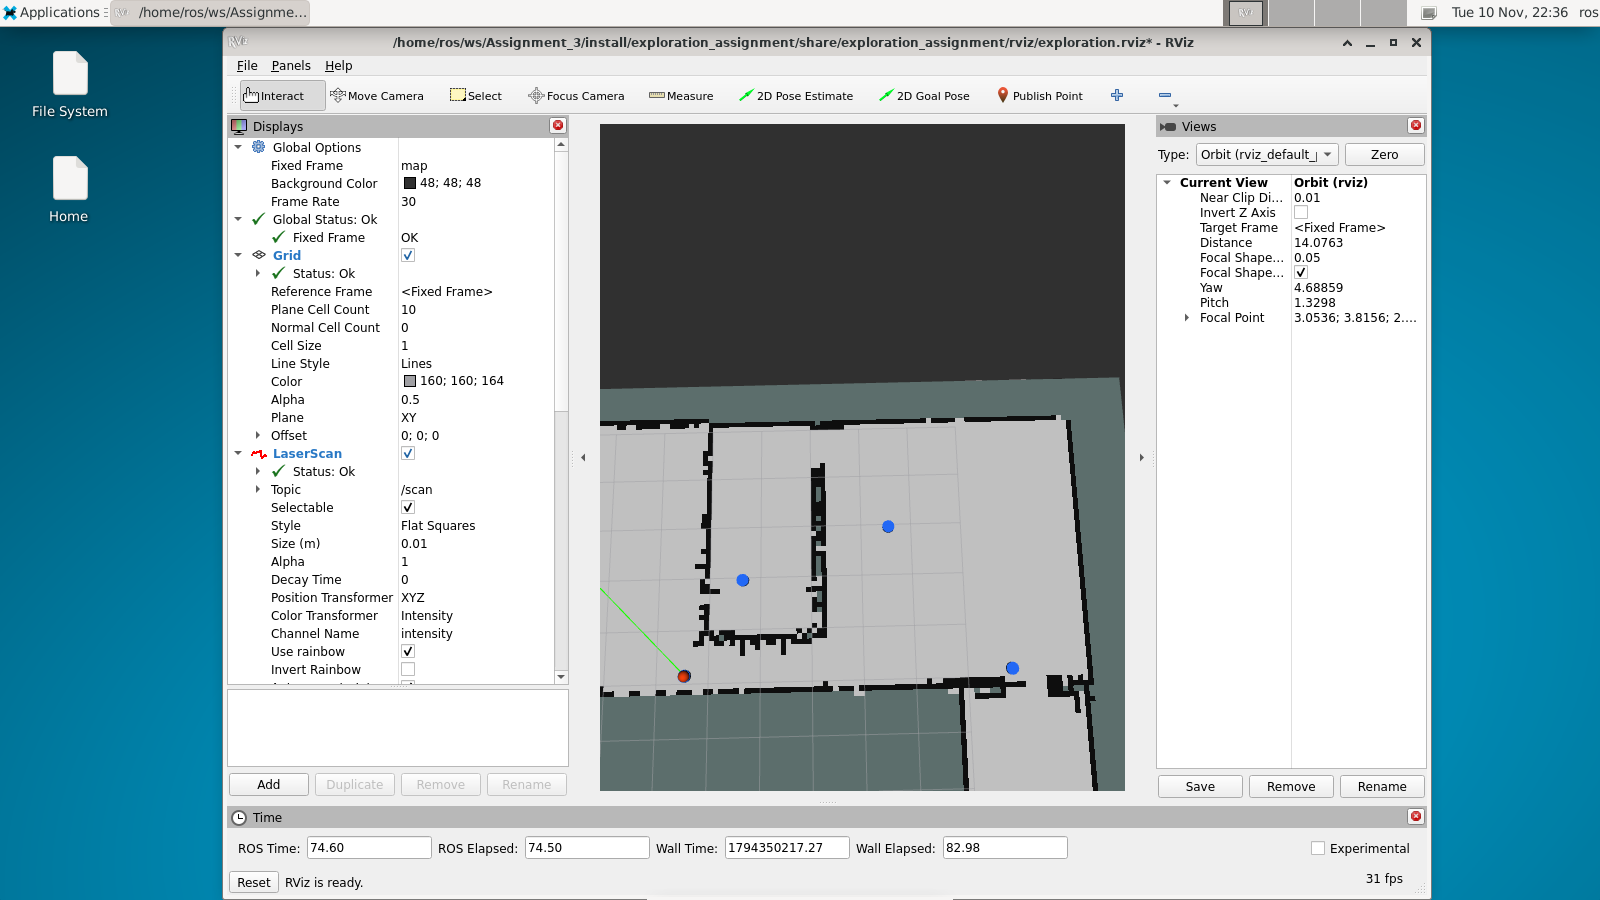 Applications
/home/ros/ws/Assignme...
RViz
Tue 10 Nov, 22:36
ros
File System
Home
/home/ros/ws/Assignment_3/install/exploration_assignment/share/exploration_assignment/rviz/exploration.rviz* - RViz
File Panels Help
Interact Move Camera Select Focus Camera Measure 2D Pose Estimate 2D Goal Pose Publish Point
Displays
Global Options
Fixed Frame map
Background Color 48; 48; 48
Frame Rate 30
Global Status: Ok
Fixed Frame OK
Grid
Status: Ok
Reference Frame <Fixed Frame>
Plane Cell Count 10
Normal Cell Count 0
Cell Size 1
Line Style Lines
Color 160; 160; 164
Alpha 0.5
Plane XY
Offset 0; 0; 0
LaserScan
Status: Ok
Topic /scan
Selectable
Style Flat Squares
Size (m) 0.01
Alpha 1
Decay Time 0
Position Transformer XYZ
Color Transformer Intensity
Channel Name intensity
Use rainbow
Invert Rainbow
Add Duplicate Remove Rename
Views
Type: Orbit (rviz_default_ Zero
Current View Orbit (rviz)
Near Clip Di... 0.01
Invert Z Axis
Target Frame <Fixed Frame>
Distance 14.0763
Focal Shape... 0.05
Focal Shape...
Yaw 4.68859
Pitch 1.3298
Focal Point 3.0536; 3.8156; 2....
Save Remove Rename
Time
ROS Time: 74.60 ROS Elapsed: 74.50 Wall Time: 1794350217.27 Wall Elapsed: 82.98 Experimental
Reset RViz is ready. 31 fps